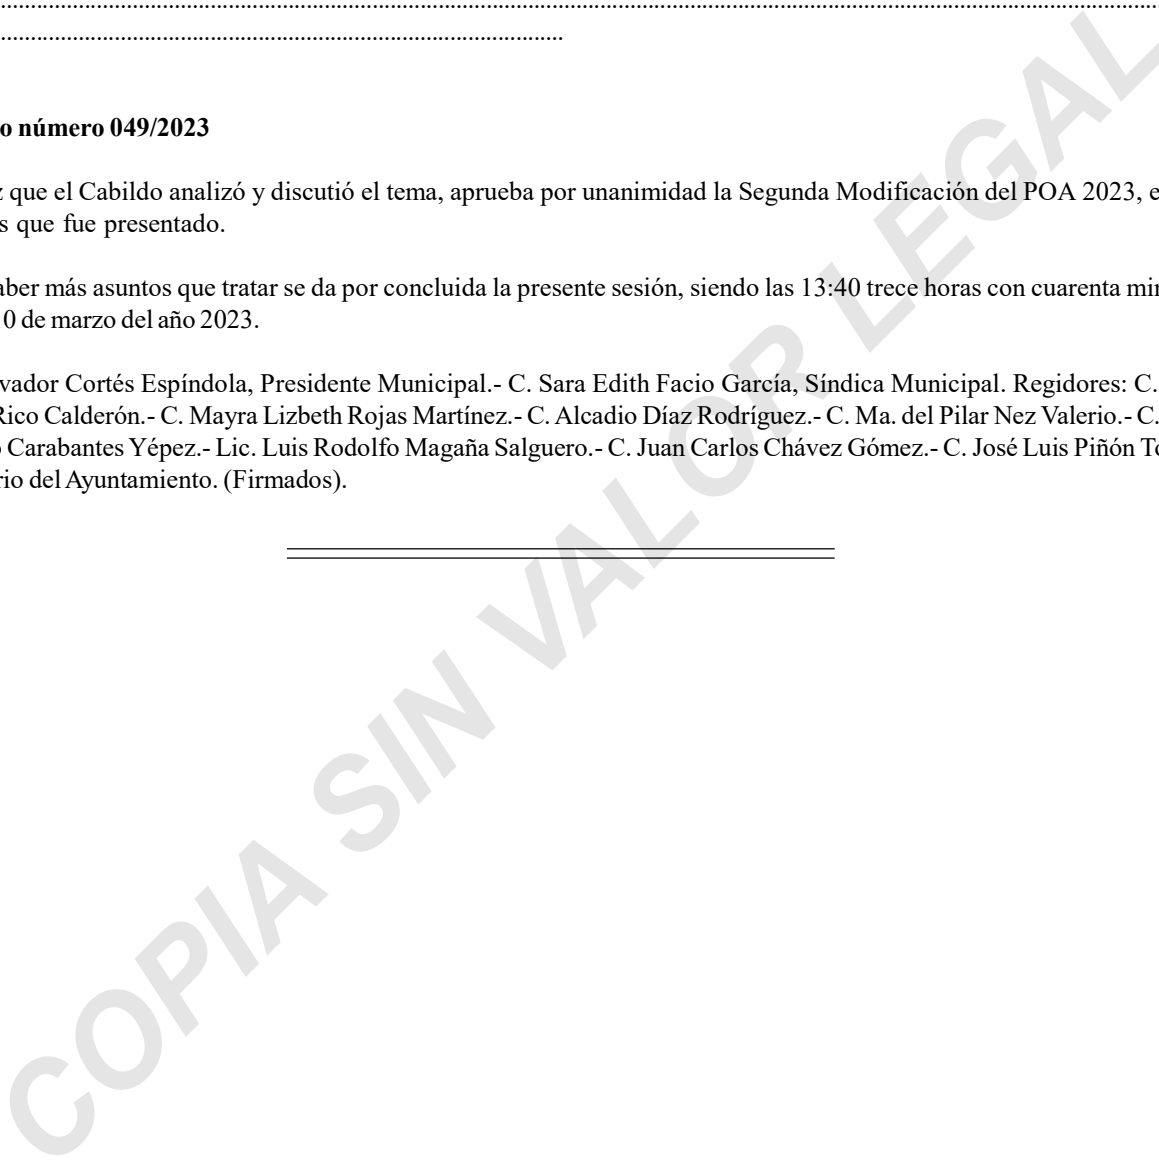 ..........................................................................................................................................................................................
..............................................................................................
o número 049/2023
z que el Cabildo analizó y discutió el tema, aprueba por unanimidad la Segunda Modificación del POA 2023, e
s que fue presentado.
aber más asuntos que tratar se da por concluida la presente sesión, siendo las 13:40 trece horas con cuarenta min
0 de marzo del año 2023.
vador Cortés Espíndola, Presidente Municipal.- C. Sara Edith Facio García, Síndica Municipal. Regidores: C.
Rico Calderón.- C. Mayra Lizbeth Rojas Martínez.- C. Alcadio Díaz Rodríguez.- C. Ma. del Pilar Nez Valerio.- C.
o Carabantes Yépez.- Lic. Luis Rodolfo Magaña Salguero.- C. Juan Carlos Chávez Gómez.- C. José Luis Piñón To
rio del Ayuntamiento. (Firmados).
COPIA SIN VALOR LEGAL